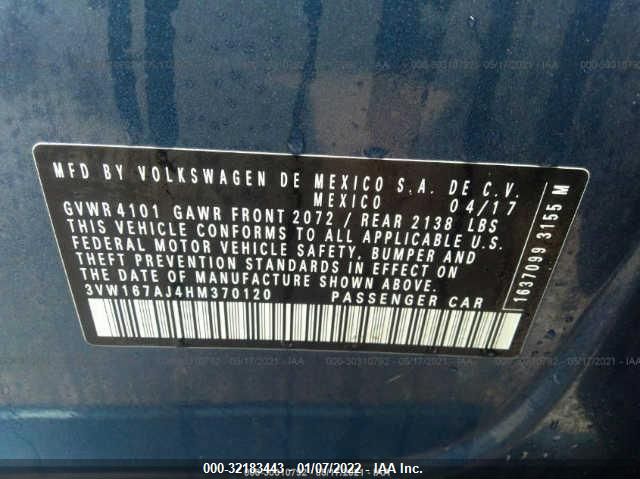 MFD BY VOLKSWAGEN DE MEXICO S.A. DE C.V.
MEXICO 04/17
GVWR 4101 GAWR FRONT 2072 / REAR 2138 LBS
THIS VEHICLE CONFORMS TO ALL APPLICABLE U.S.
FEDERAL MOTOR VEHICLE SAFETY, BUMPER AND
THEFT PREVENTION STANDARDS IN EFFECT ON
THE DATE OF MANUFACTURE SHOWN ABOVE.
3VW167AJ4HM370120 PASSENGER CAR
1637099 3155 M
000-32183443 - 01/07/2022 - IAA Inc.